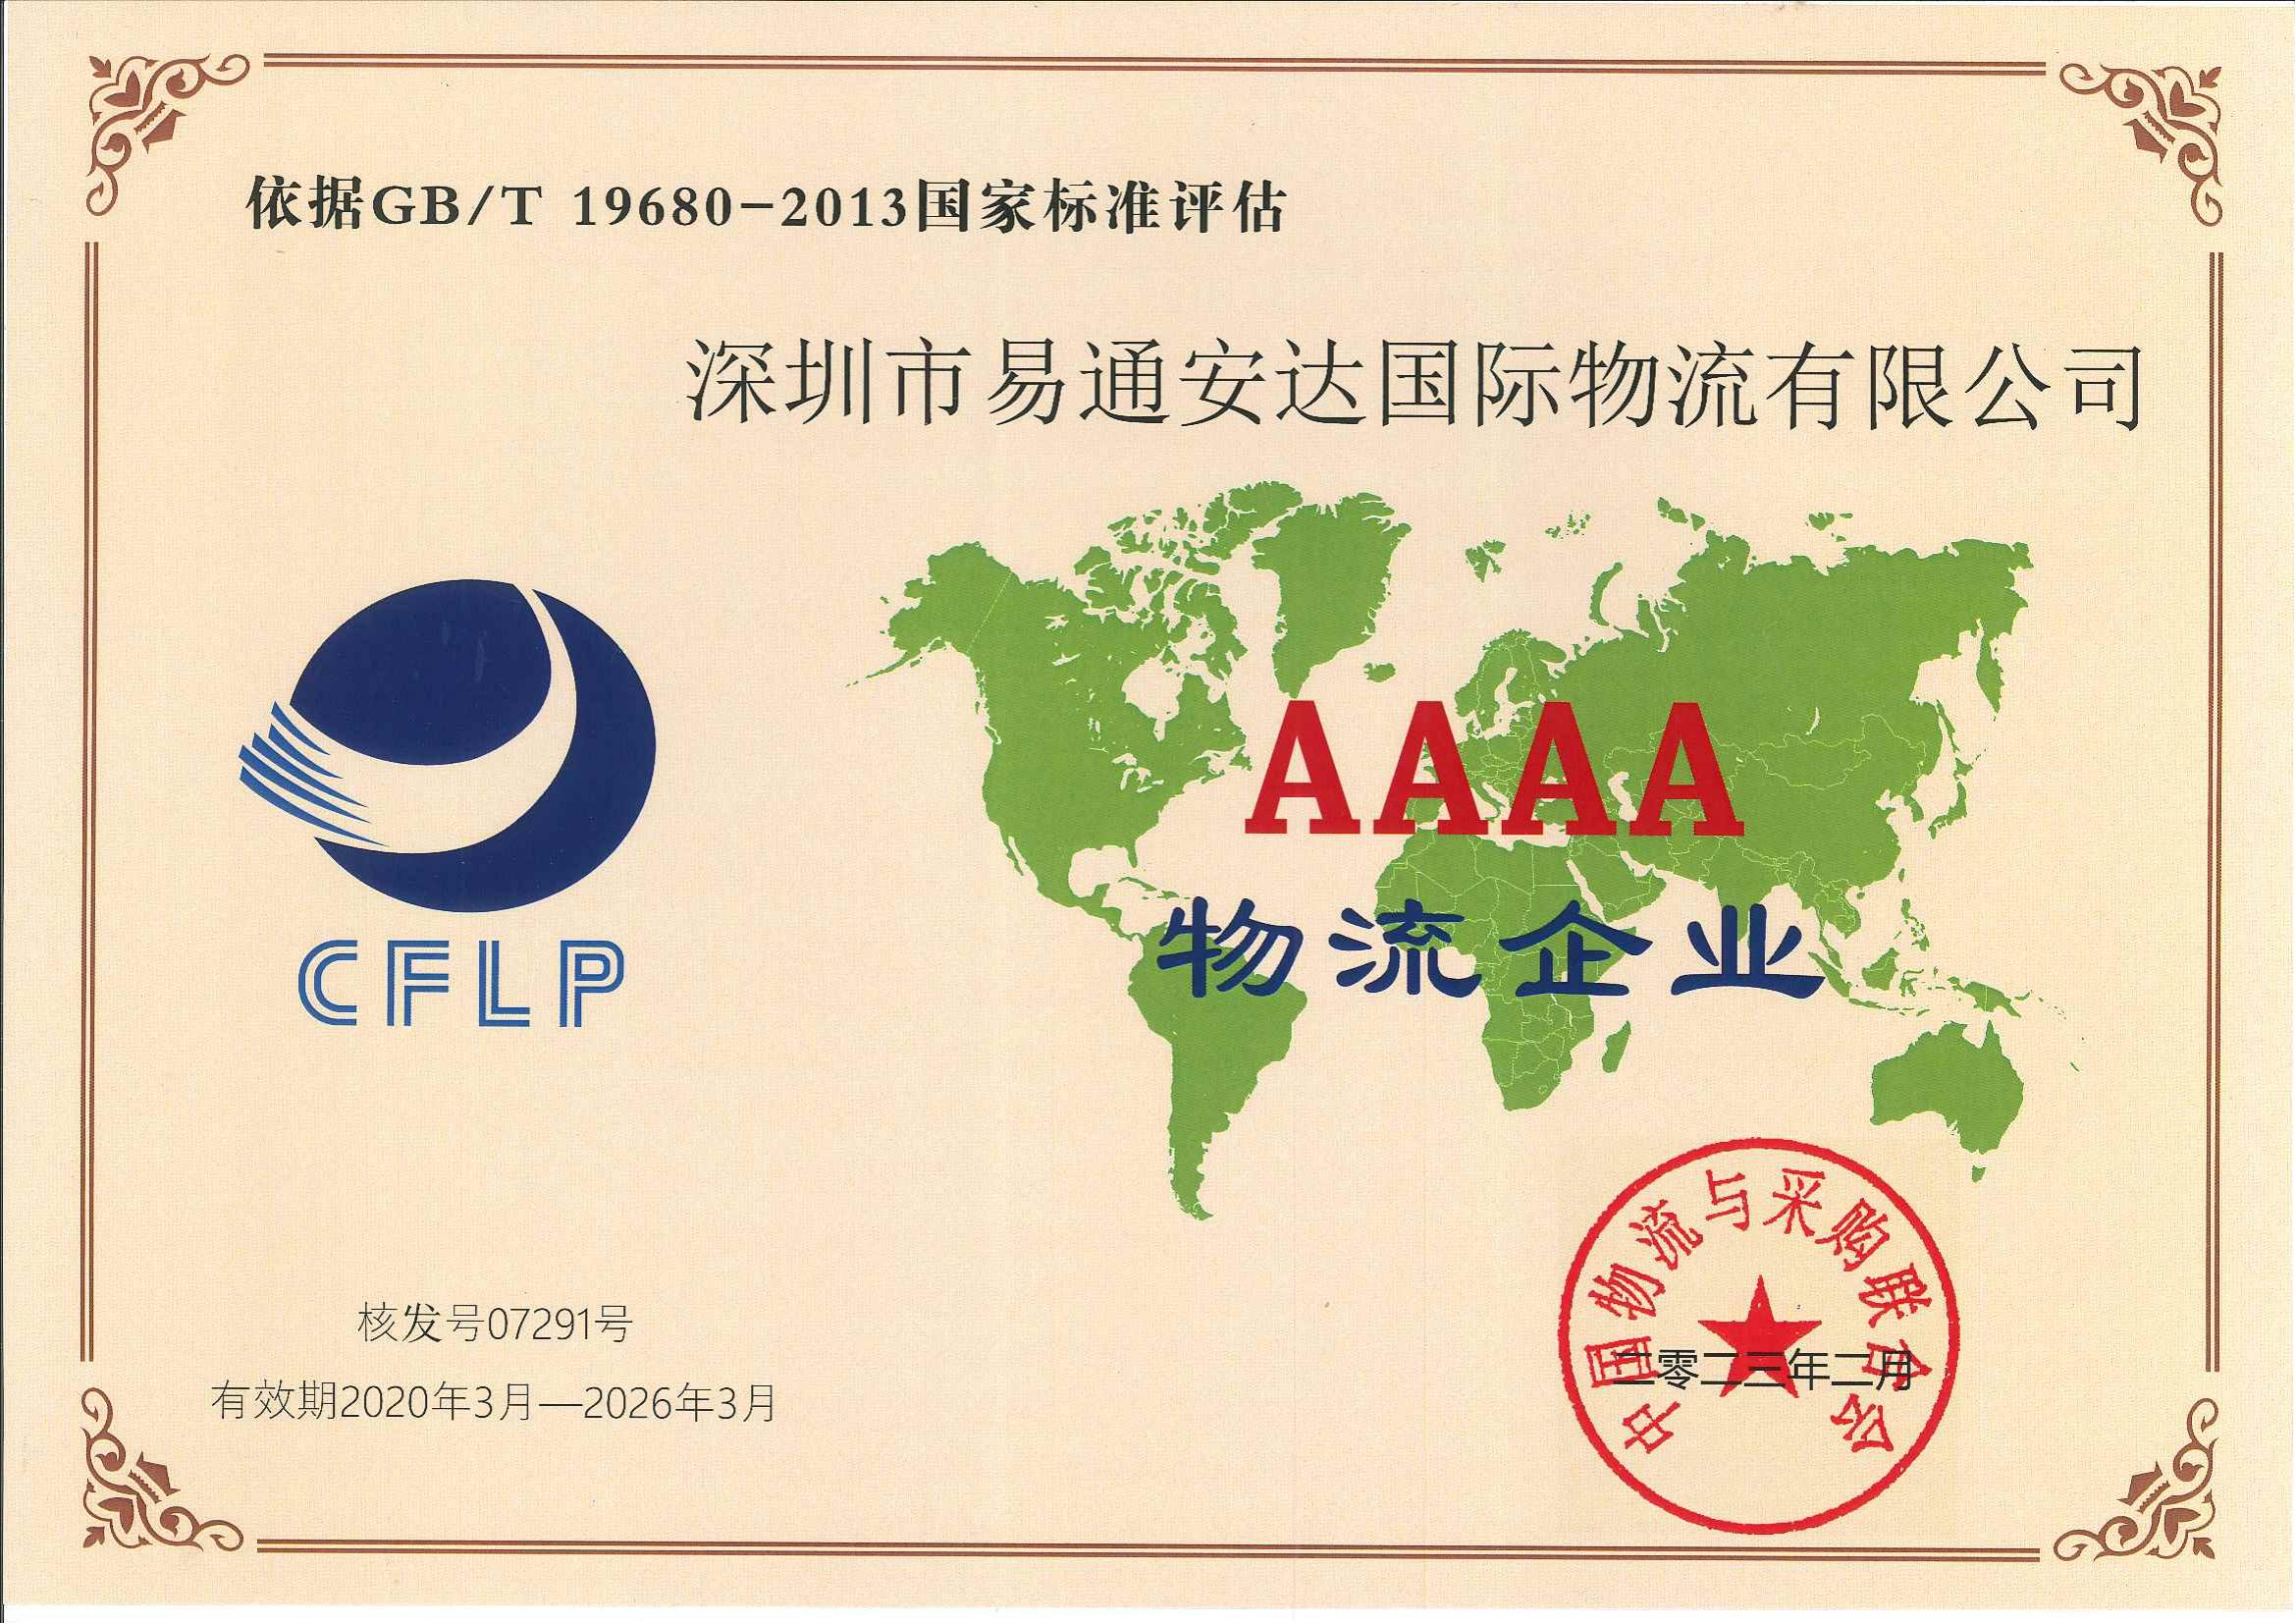 依据GB/T 19680-2013国家标准评估
深圳市易通安达国际物流有限公司
AAAA
物流企业
CFLP
中国物流与采购联合会
二零二三年二月
核发号07291号
有效期2020年3月—2026年3月